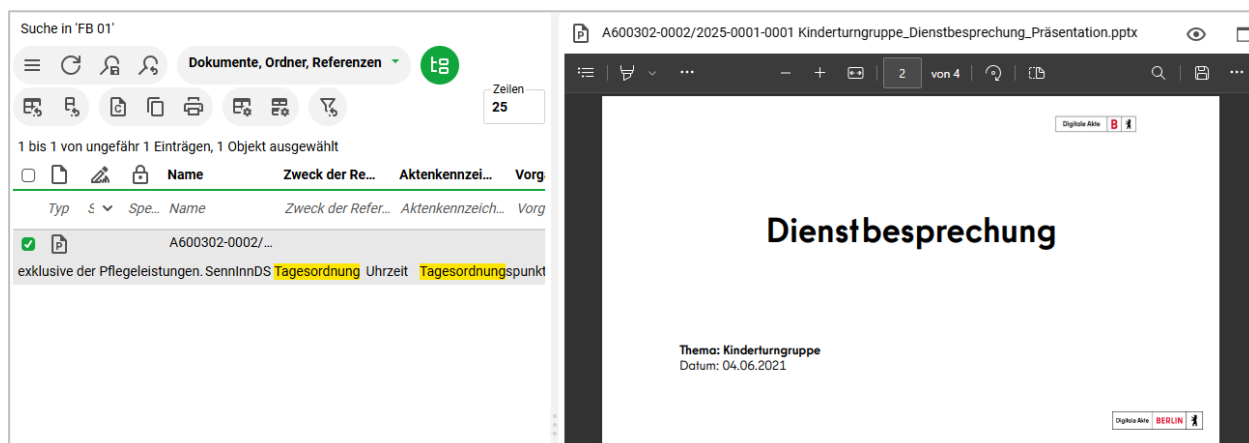 Suche in 'FB 01'
Dokumente, Ordner, Referenzen
Zeilen
25
1 bis 1 von ungefähr 1 Einträgen, 1 Objekt ausgewählt
Name Zweck der Re... Aktenkennzei... Vorg
Typ S Spe... Name Zweck der Refer... Aktenkennzeich... Vorg
A600302-0002/...
exklusive der Pflegeleistungen. SennInnDS Tagesordnung Uhrzeit Tagesordnungspunkt
A600302-0002/2025-0001-0001 Kinderturngruppe_Dienstbesprechung_Präsentation.pptx
2 von 4
Digitale Akte B
Dienstbesprechung
Thema: Kinderturngruppe
Datum: 04.06.2021
Digitale Akte BERLIN